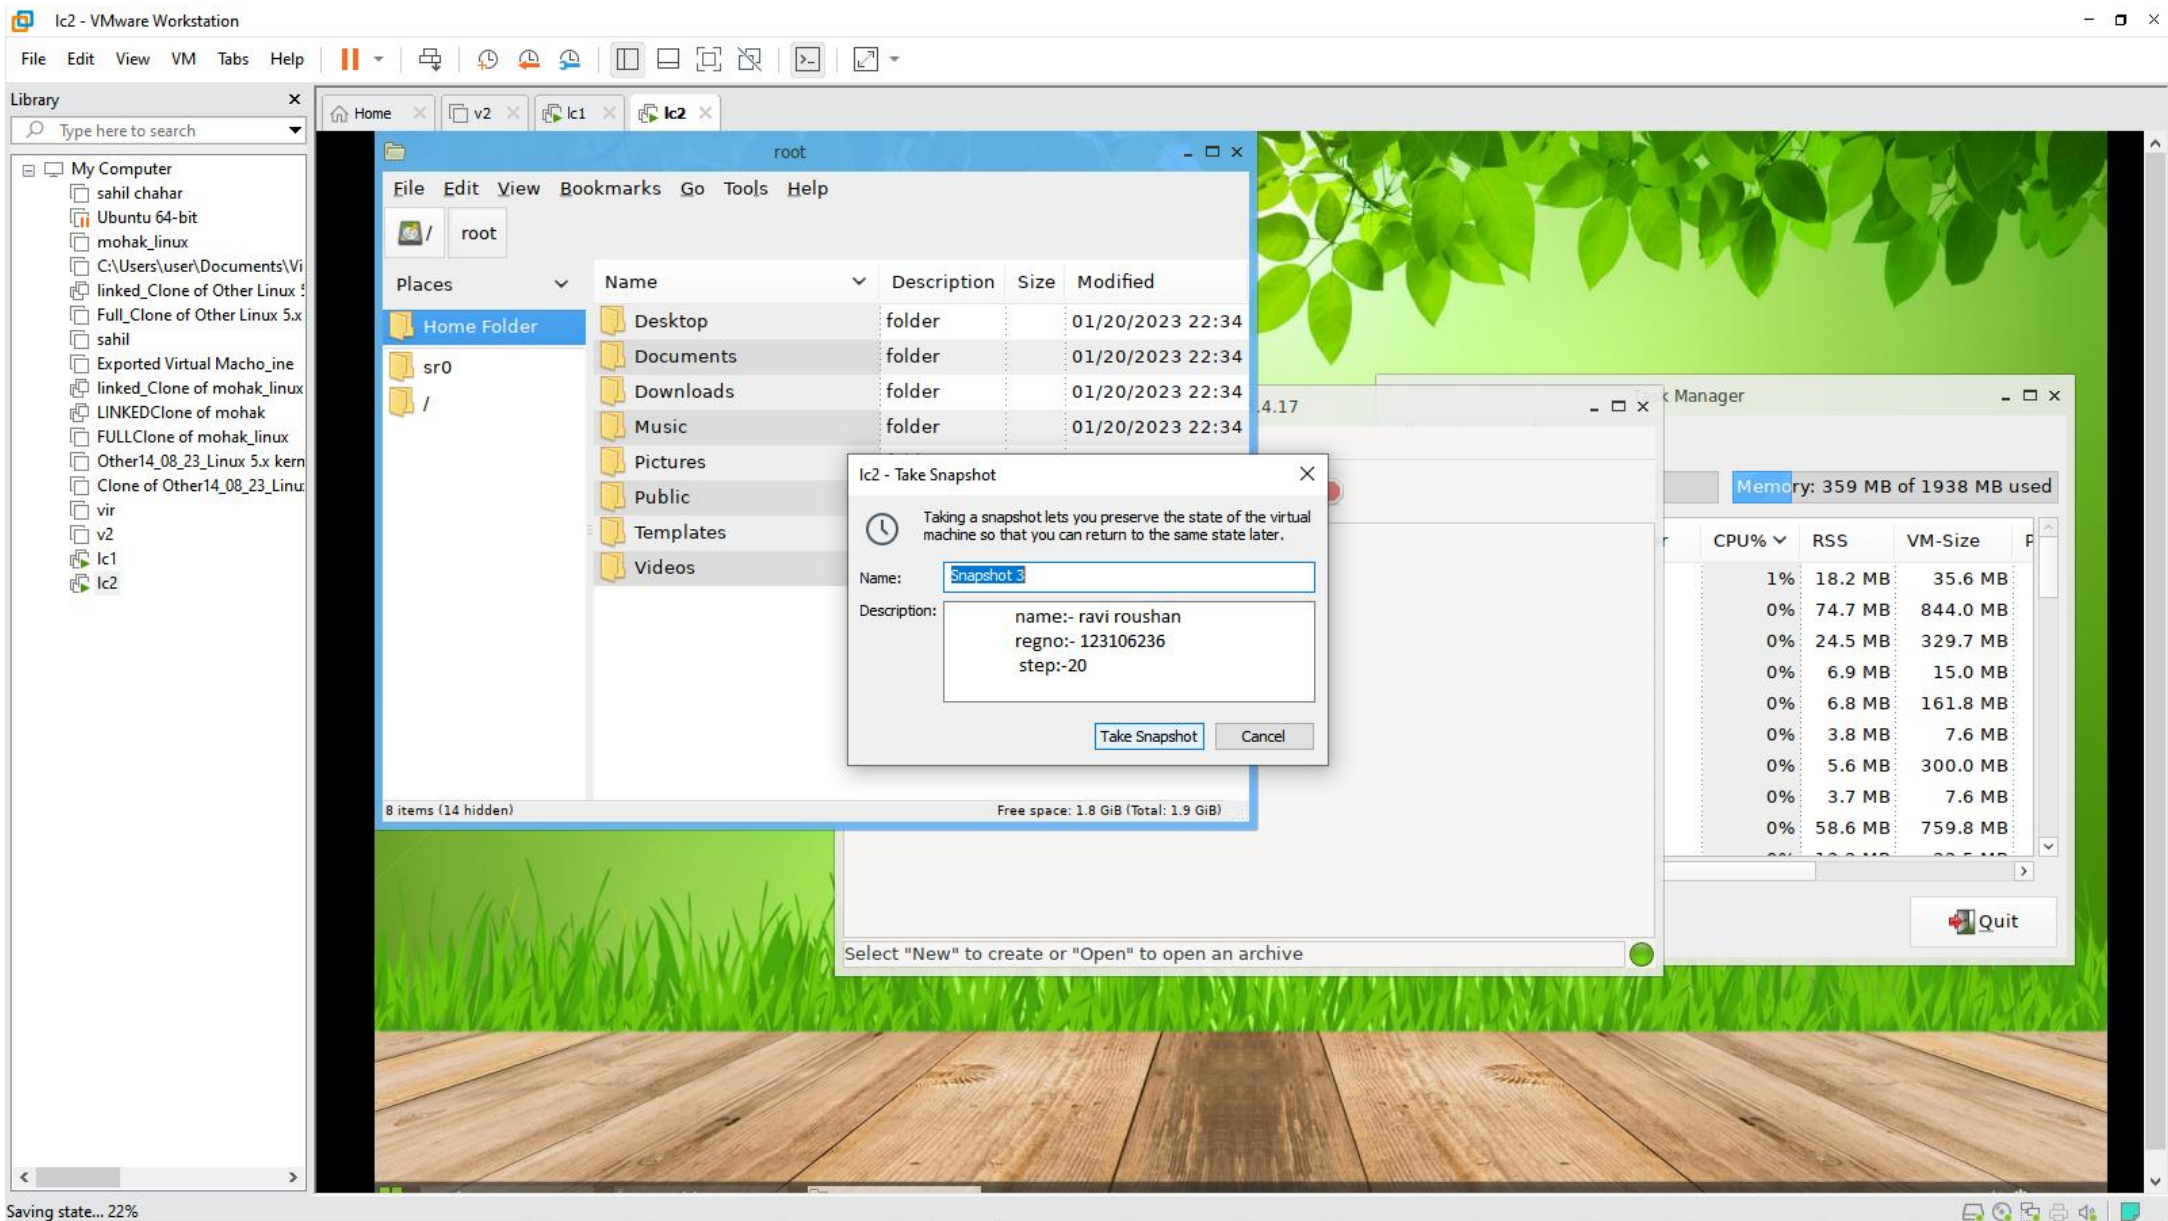 lc2 - VMware Workstation
File Edit View VM Tabs Help
Library
Type here to search
Home
v2
lc1
lc2
My Computer
sahil chahar
Ubuntu 64-bit
mohak_linux
C:\Users\user\Documents\Vi
linked_Clone of Other Linux 5
Full_Clone of Other Linux 5.x
sahil
Exported Virtual Macho_ine
linked_Clone of mohak_linux
LINKEDClone of mohak
FULLClone of mohak_linux
Other14_08_23_Linux 5.x kern
Clone of Other14_08_23_Linu
vir
v2
lc1
lc2
root
File Edit View Bookmarks Go Tools Help
/ root
Places
Home Folder
sr0
/
Name Description Size Modified
Desktop folder 01/20/2023 22:34
Documents folder 01/20/2023 22:34
Downloads folder 01/20/2023 22:34
Music folder 01/20/2023 22:34
Pictures
Public
Templates
Videos
8 items (14 hidden) Free space: 1.8 GiB (Total: 1.9 GiB)
lc2 - Take Snapshot
Taking a snapshot lets you preserve the state of the virtual
machine so that you can return to the same state later.
Name: Snapshot 3
Description: name:- ravi roushan
regno:- 123106236
step:-20
Take Snapshot Cancel
.4.17
Select "New" to create or "Open" to open an archive
k Manager
Memory: 359 MB of 1938 MB used
CPU% RSS VM-Size
1% 18.2 MB 35.6 MB
0% 74.7 MB 844.0 MB
0% 24.5 MB 329.7 MB
0% 6.9 MB 15.0 MB
0% 6.8 MB 161.8 MB
0% 3.8 MB 7.6 MB
0% 5.6 MB 300.0 MB
0% 3.7 MB 7.6 MB
0% 58.6 MB 759.8 MB
Quit
Saving state... 22%